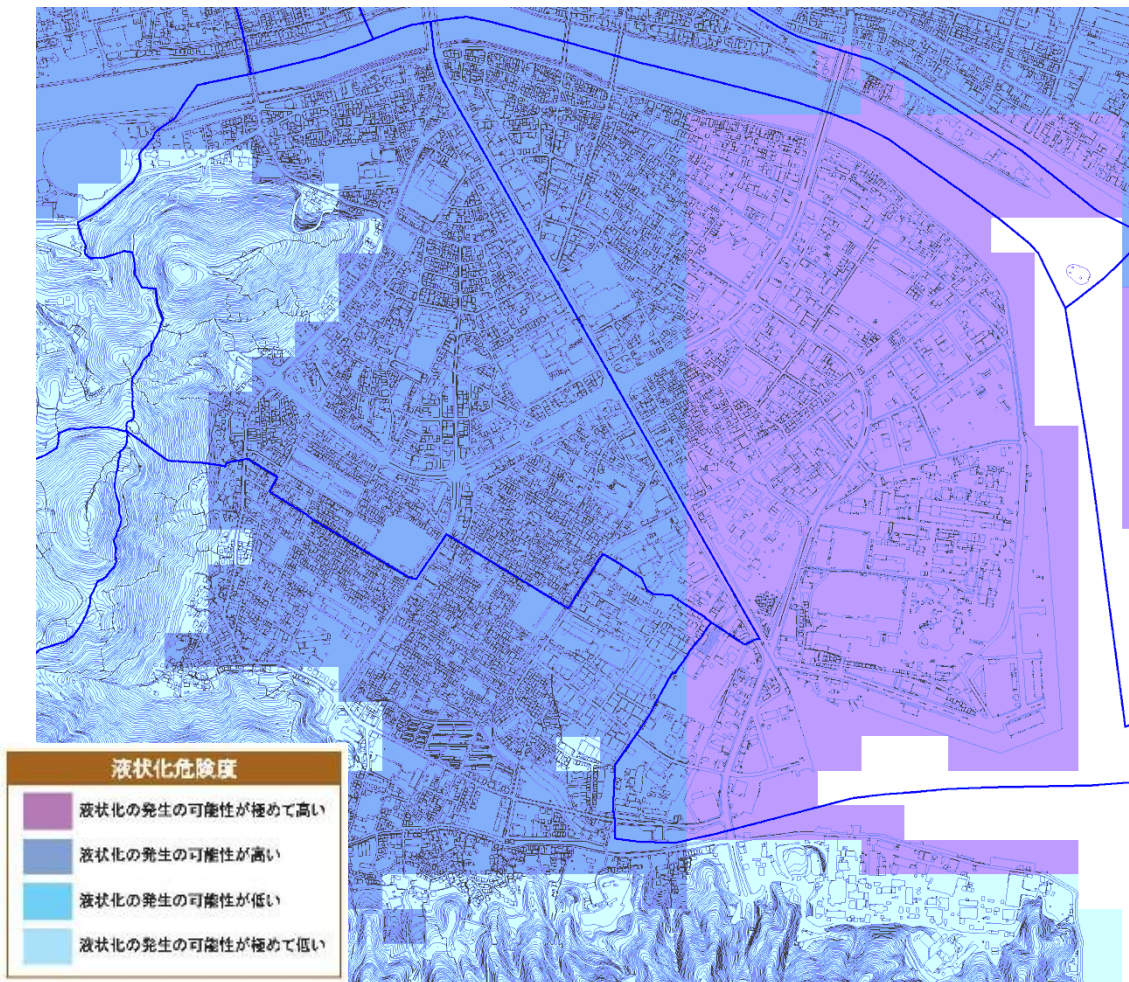 液状化危険度
液状化の発生の可能性が極めて高い
液状化の発生の可能性が高い
液状化の発生の可能性が低い
液状化の発生の可能性が極めて低い